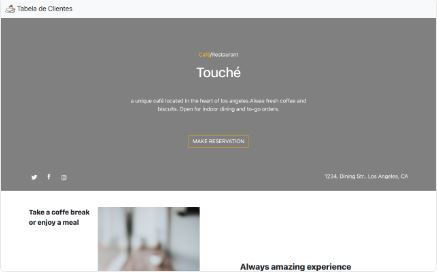 Tabela de Clientes
Café/Restaurant
Touché
a unique café located in the heart of los angeles.Alwas fresh coffee and
biscuits. Open for indoor dining and to-go orders.
MAKE RESERVATION
1234, Dining Str., Los Angeles, CA
Take a coffe break
or enjoy a meal
Always amazing experience